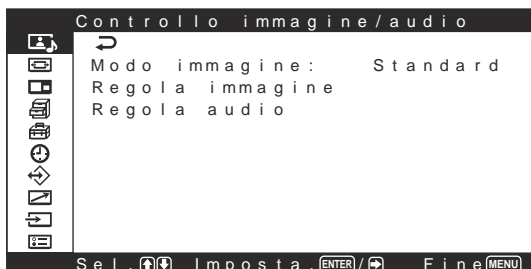 Controllo immagine/audio
Modo immagine: Standard
Regola immagine
Regola audio
Sel. Imposta. ENTER / Fine MENU